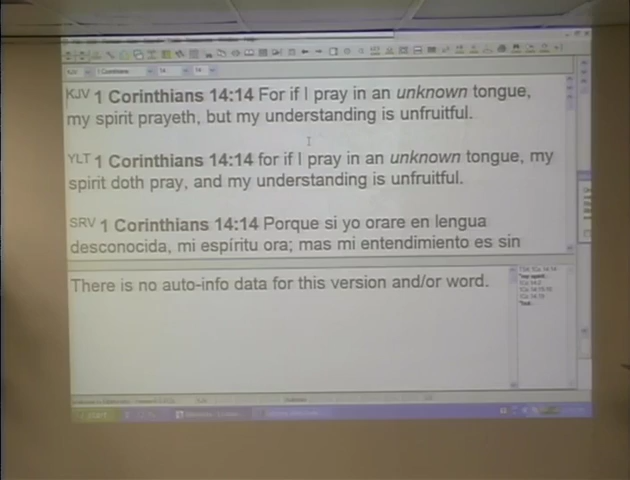 KJV 1 Corinthians 14:14 For if I pray in an unknown tongue,
my spirit prayeth, but my understanding is unfruitful.
YLT 1 Corinthians 14:14 for if I pray in an unknown tongue, my
spirit doth pray, and my understanding is unfruitful.
SRV 1 Corinthians 14:14 Porque si yo orare en lengua
desconocida, mi espíritu ora; mas mi entendimiento es sin
There is no auto-info data for this version and/or word.
start